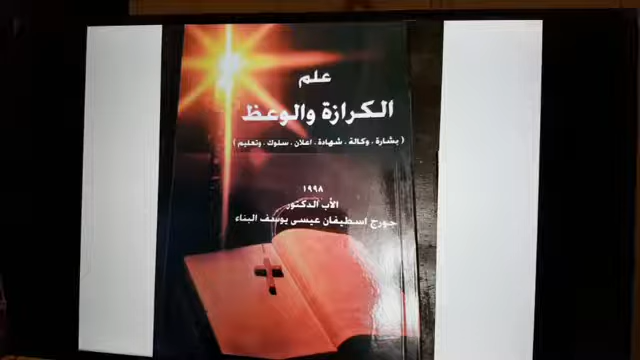 علم
الكرازة والوعظ
( بشارة ، وكالة ، شهادة ، اعلان ، سلوك ، وتعليم )
١٩٩٨
الأب الدكتور
جورج اسطيفان عيسى يوسف البناء